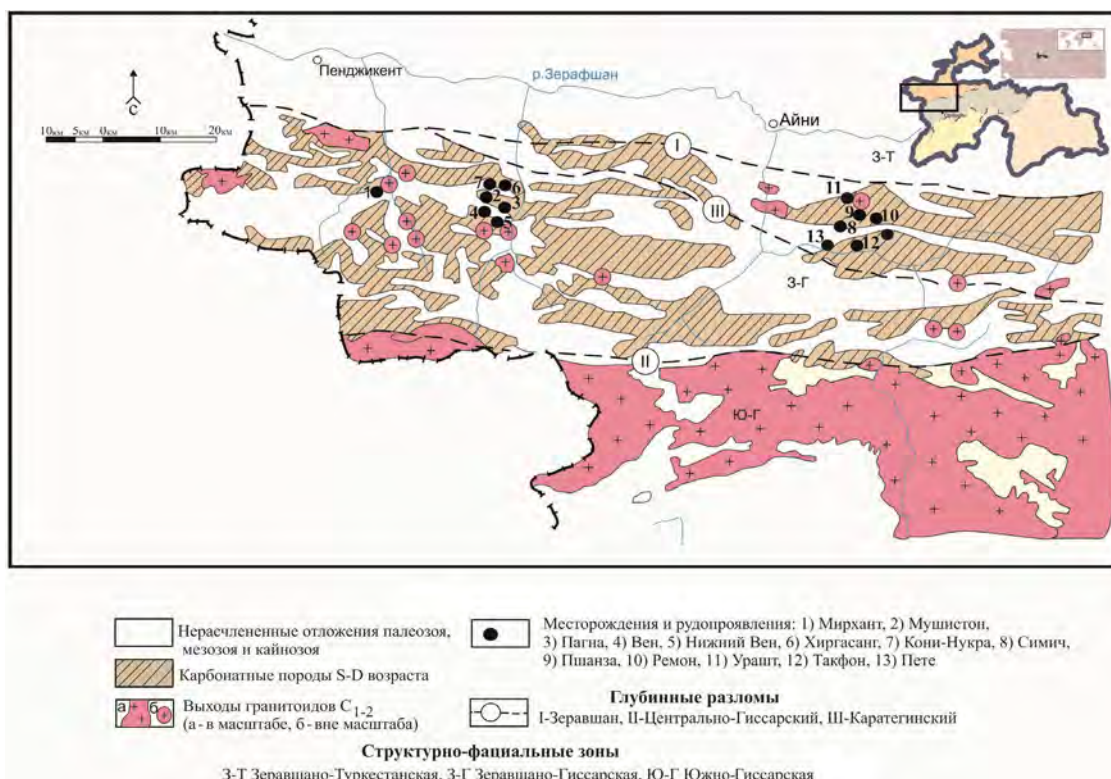 Пенджикент
р.Зерафшан
Айни
С
10км 5км 0км 10км 20км
З-Т
I
III
11
9
10
8
13
12
З-Г
1
7
6
2
3
4
5
II
Ю-Г
Нерасчлененные отложения палеозоя,
мезозоя и кайнозоя
Карбонатные породы S-D возраста
а б Выходы гранитоидов C1-2
(а - в масштабе, б - вне масштаба)
Месторождения и рудопроявления: 1) Мирхант, 2) Мушистон,
3) Пагна, 4) Вен, 5) Нижний Вен, 6) Хиргасанг, 7) Кони-Нукра, 8) Симич,
9) Пшанза, 10) Ремон, 11) Урашт, 12) Такфон, 13) Пете
Глубинные разломы
I-Зеравшан, II-Центрально-Гиссарский, III-Каратегинский
Структурно-фациальные зоны
З-Т Зеравшано-Туркестанская, З-Г Зеравшано-Гиссарская, Ю-Г Южно-Гиссарская